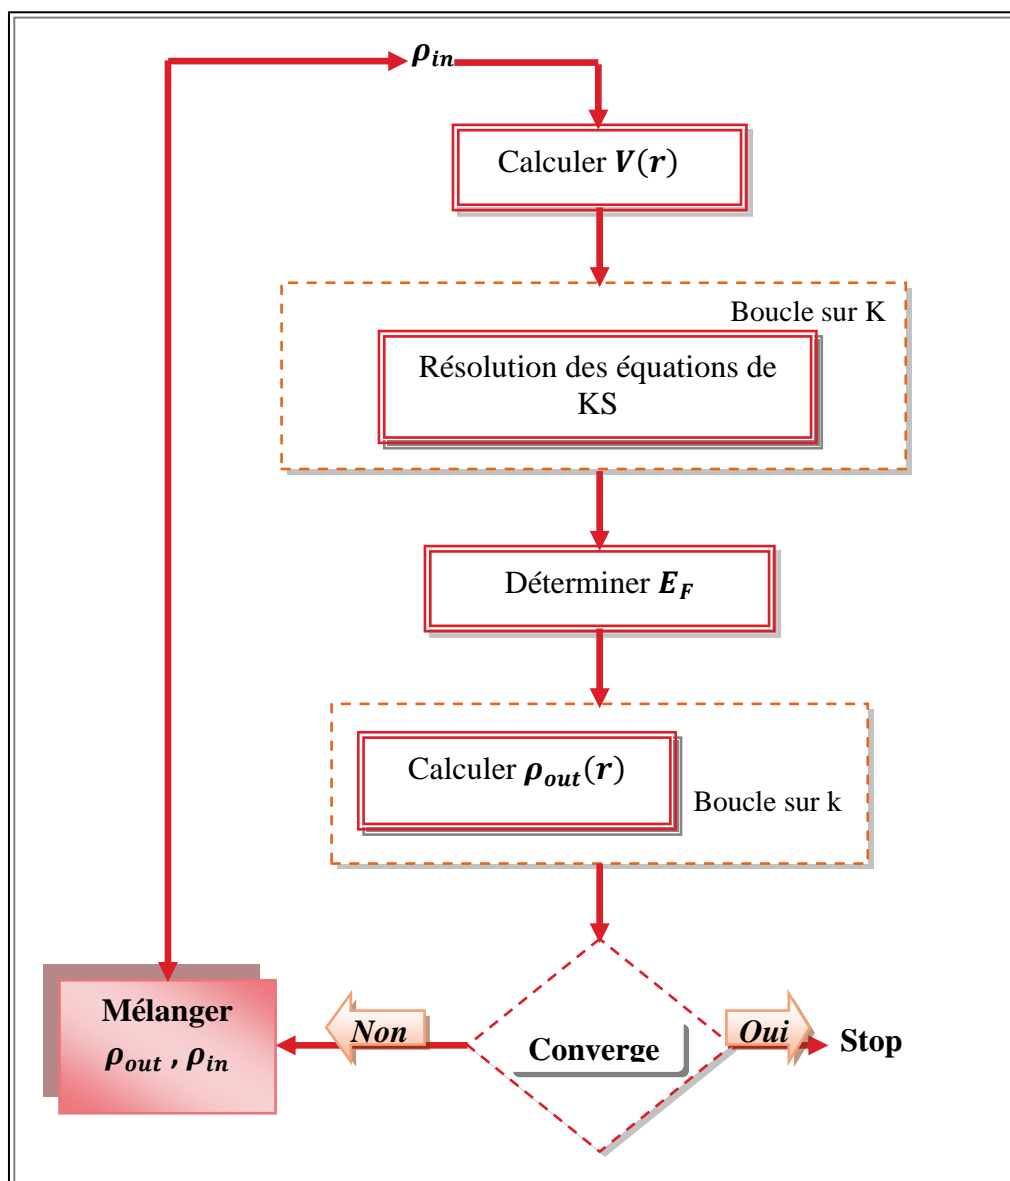 ρin
Calculer V(r)
Boucle sur K
Résolution des équations de
KS
Déterminer EF
Calculer ρout(r)
Boucle sur k
Mélanger
ρout , ρin
Non
Converge
Oui
Stop